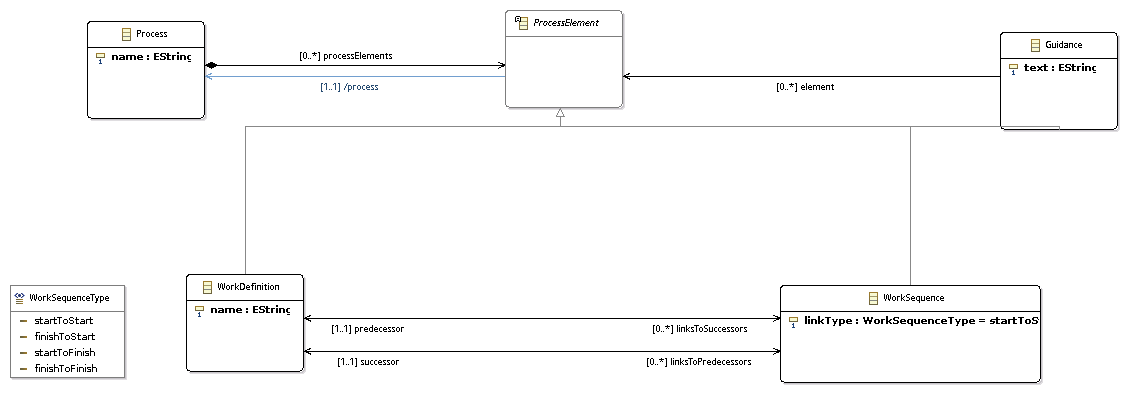 Process
name : EString
ProcessElement
[0..*] processElements
[1..1] /process
Guidance
text : EString
[0..*] element
WorkSequenceType
startToStart
finishToStart
startToFinish
finishToFinish
WorkDefinition
name : EString
[1..1] predecessor
[0..*] linksToSuccessors
[1..1] successor
[0..*] linksToPredecessors
WorkSequence
linkType : WorkSequenceType = startToS